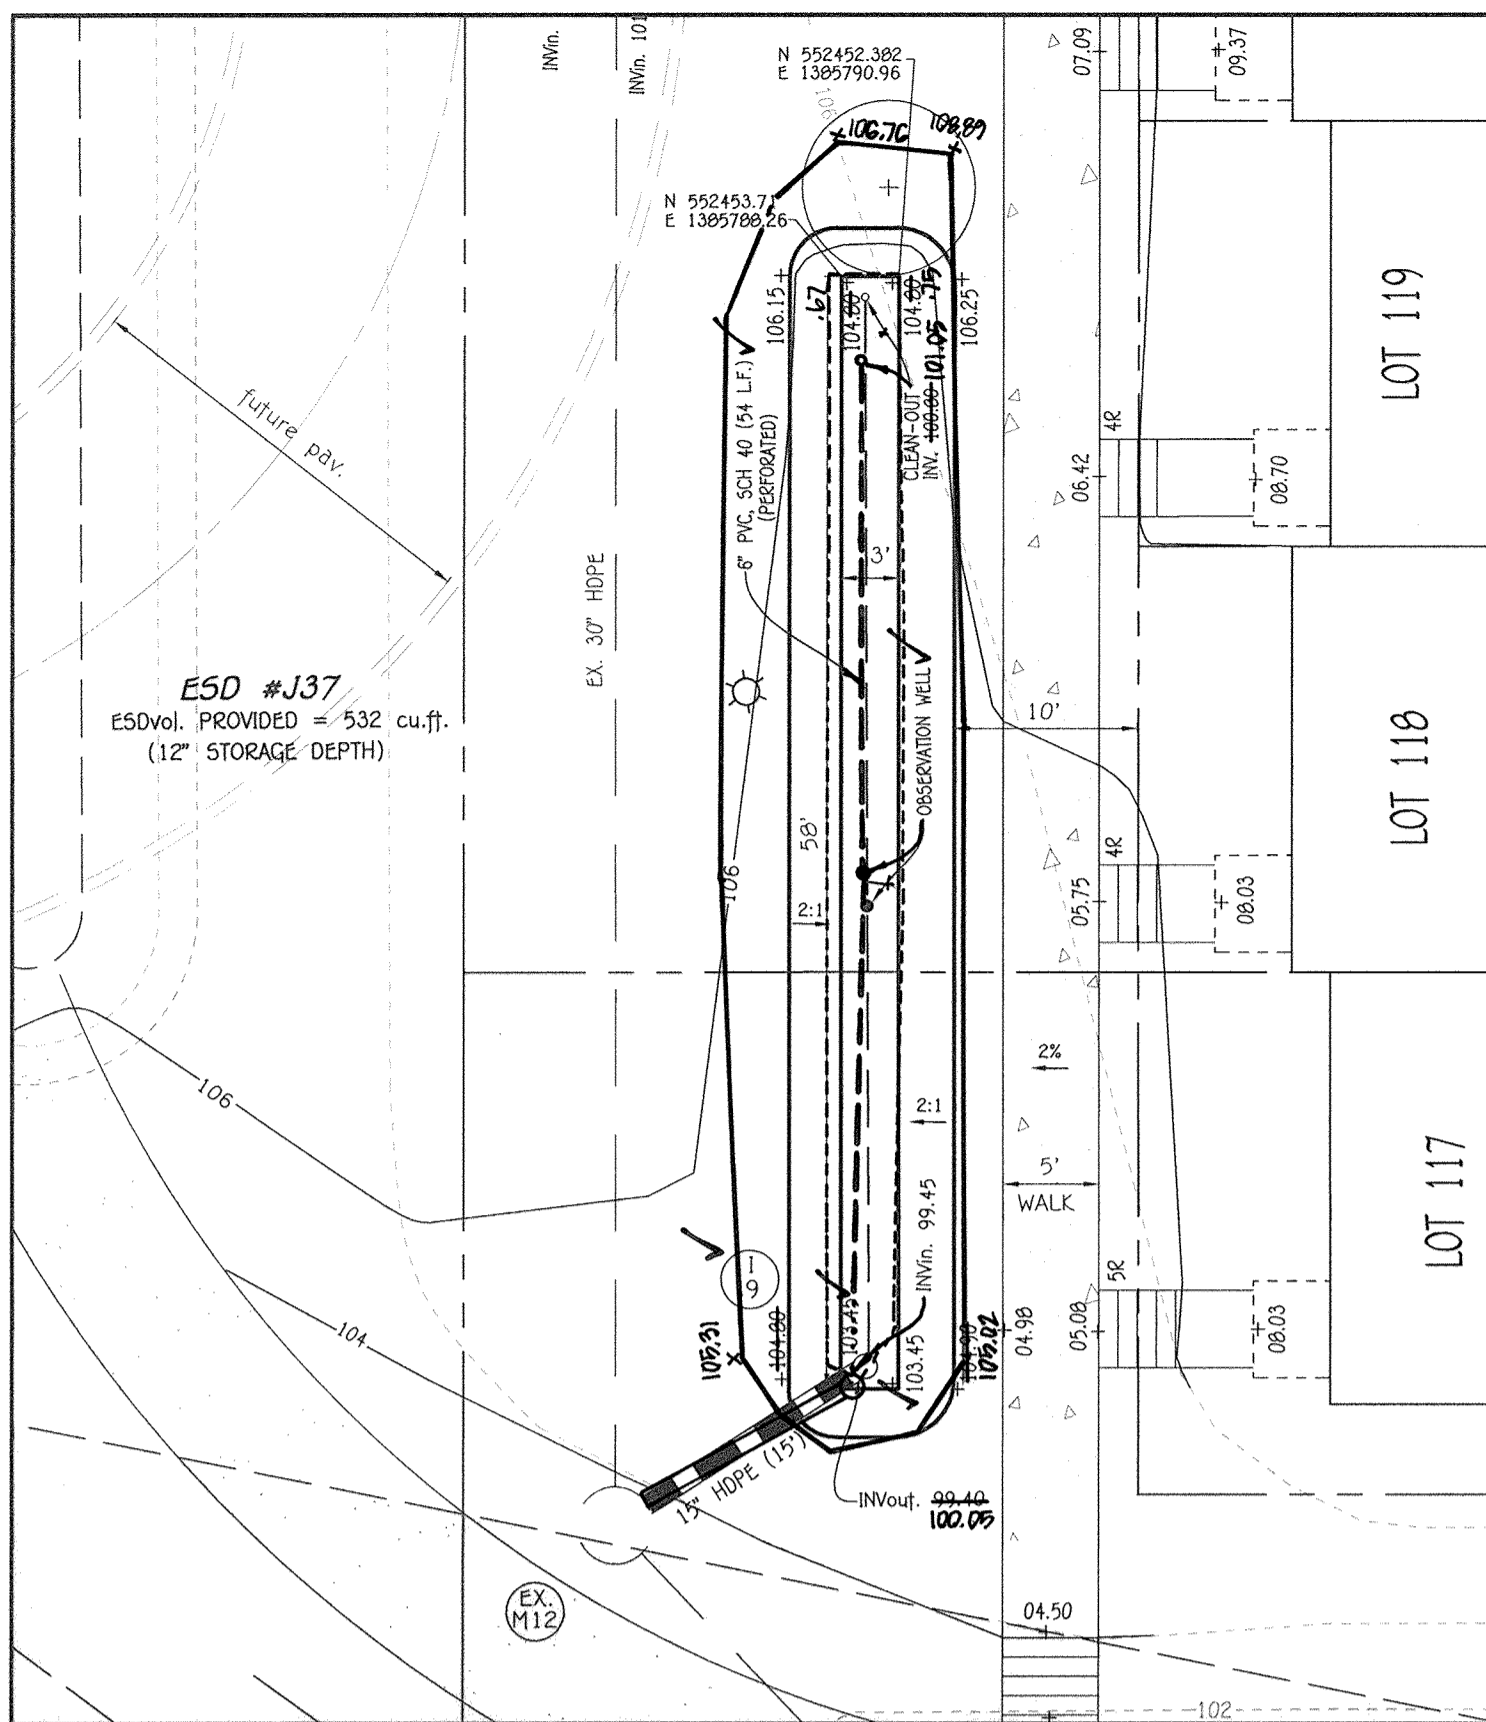 INVin.
INVin. 101
N 552452.382
E 1385790.96
07.09
09.37
106
106.76
108.89
N 552453.71
E 1385788.26
106.15
.67
104.80
104.80
.75
106.25
LOT 119
future pav.
6" PVC, SCH 40 (54 L.F.)
(PERFORATED)
CLEAN-OUT
INV. 100.80 101.05
4R
06.42
08.70
3'
EX. 30" HDPE
ESD #J37
ESDvol. PROVIDED = 532 cu.ft.
(12" STORAGE DEPTH)
OBSERVATION WELL
10'
LOT 118
58'
106
4R
05.75
08.03
2:1
2%
106
2:1
5'
WALK
INVin. 99.45
LOT 117
I
9
5R
104
105.31
104.80
103.45
103.45
104.98
105.02
04.98
05.08
08.03
15" HDPE (15')
INVout. 99.40
100.05
EX.
M12
04.50
102